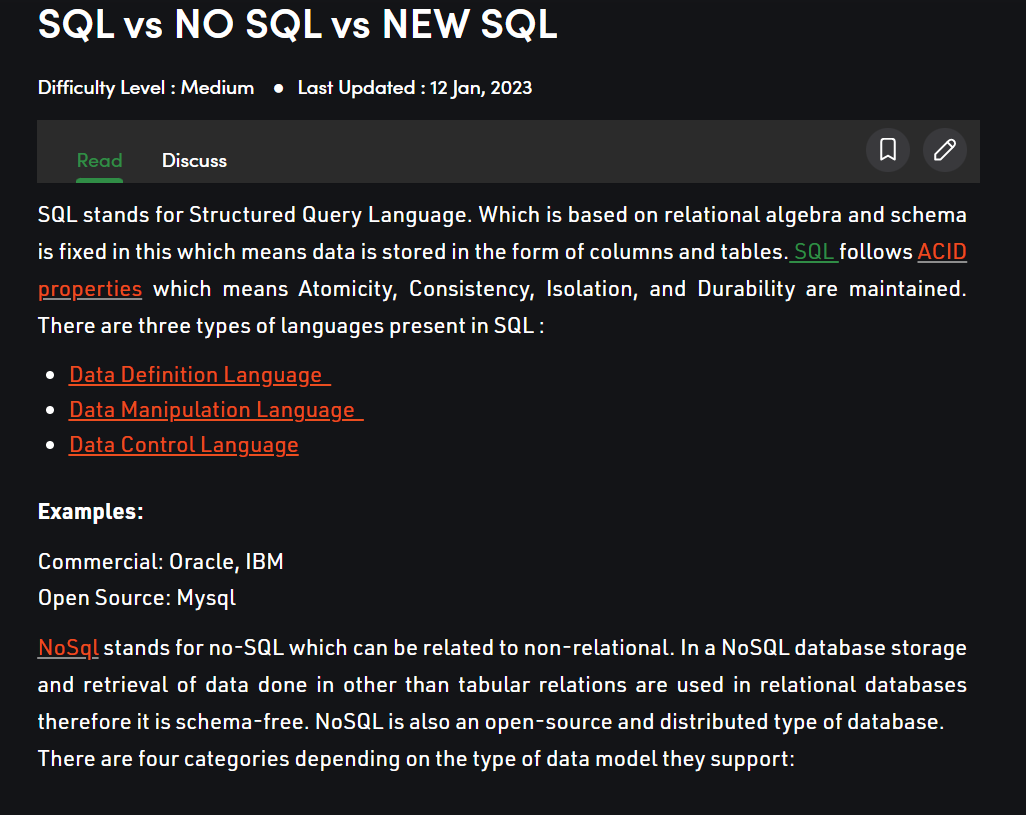 SQL vs NO SQL vs NEW SQL
Difficulty Level : Medium ● Last Updated : 12 Jan, 2023
Read Discuss
SQL stands for Structured Query Language. Which is based on relational algebra and schema
is fixed in this which means data is stored in the form of columns and tables. SQL follows ACID
properties which means Atomicity, Consistency, Isolation, and Durability are maintained.
There are three types of languages present in SQL :
• Data Definition Language
• Data Manipulation Language
• Data Control Language
Examples:
Commercial: Oracle, IBM
Open Source: Mysql
NoSql stands for no-SQL which can be related to non-relational. In a NoSQL database storage
and retrieval of data done in other than tabular relations are used in relational databases
therefore it is schema-free. NoSQL is also an open-source and distributed type of database.
There are four categories depending on the type of data model they support: